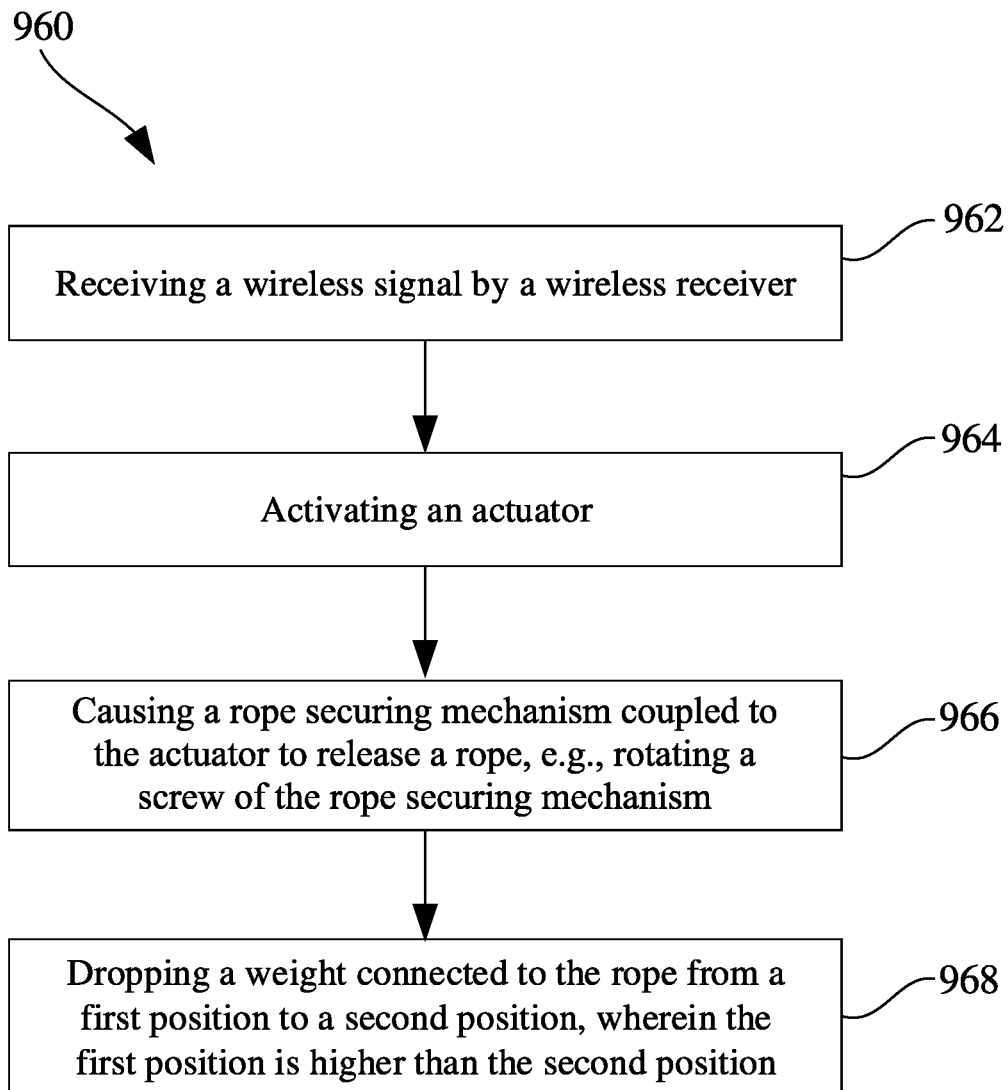 960
962
Receiving a wireless signal by a wireless receiver
964
Activating an actuator
Causing a rope securing mechanism coupled to
the actuator to release a rope, e.g., rotating a
screw of the rope securing mechanism
966
Dropping a weight connected to the rope from a
first position to a second position, wherein the
first position is higher than the second position
968